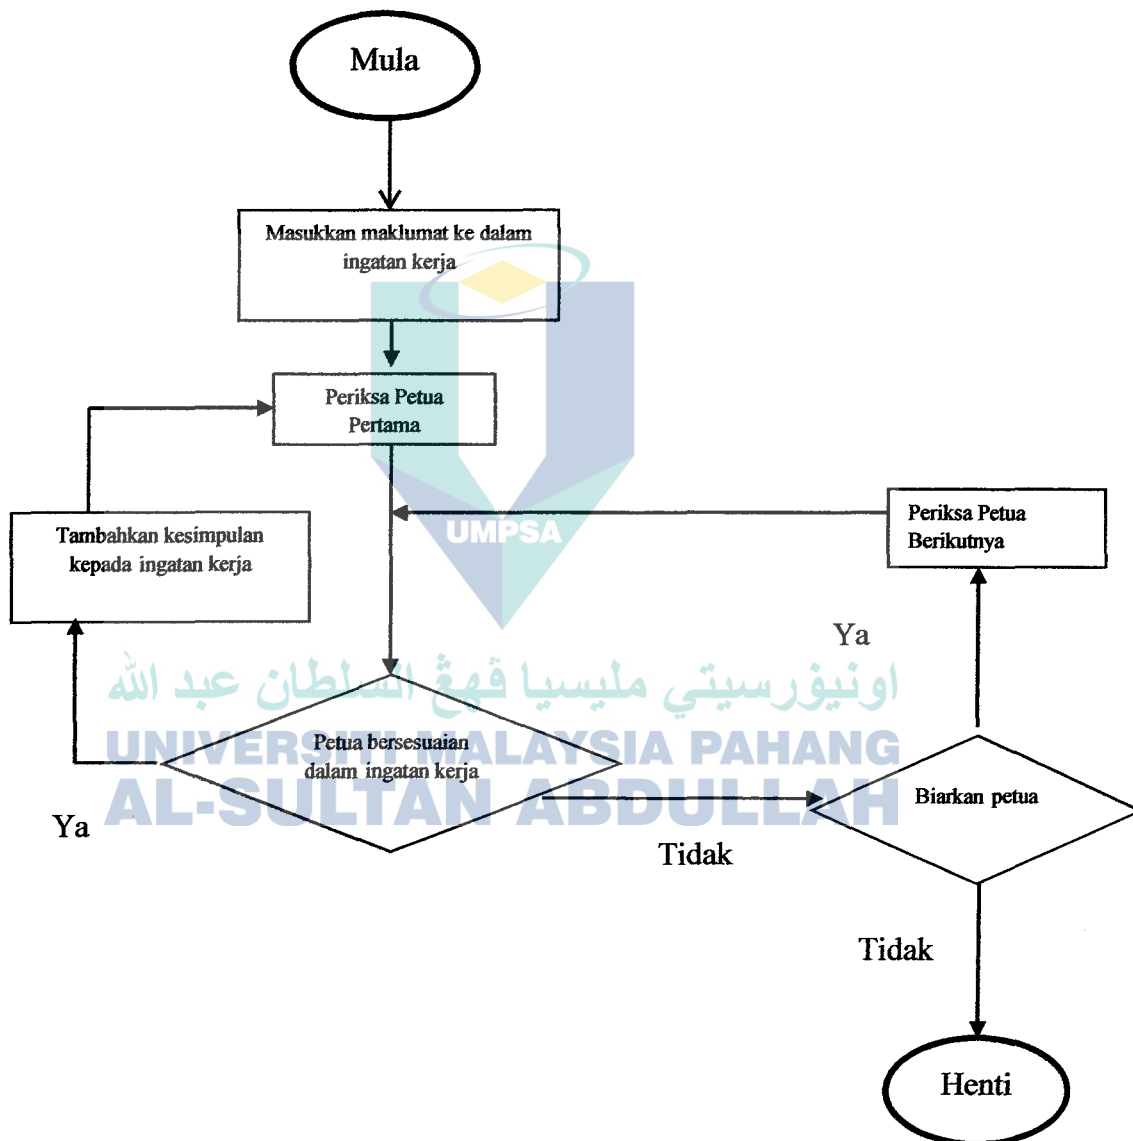 Mula
Masukkan maklumat ke dalam
ingatan kerja
Periksa Petua
Pertama
Tambahkan kesimpulan
kepada ingatan kerja
Periksa Petua
Berikutnya
UMPSA
Ya
اونيۏرسيتي مليسيا ڤهڠ السلطان عبد الله
UNIVERSITI MALAYSIA PAHANG
AL-SULTAN ABDULLAH
Petua bersesuaian
dalam ingatan kerja
Biarkan petua
Ya
Tidak
Tidak
Henti